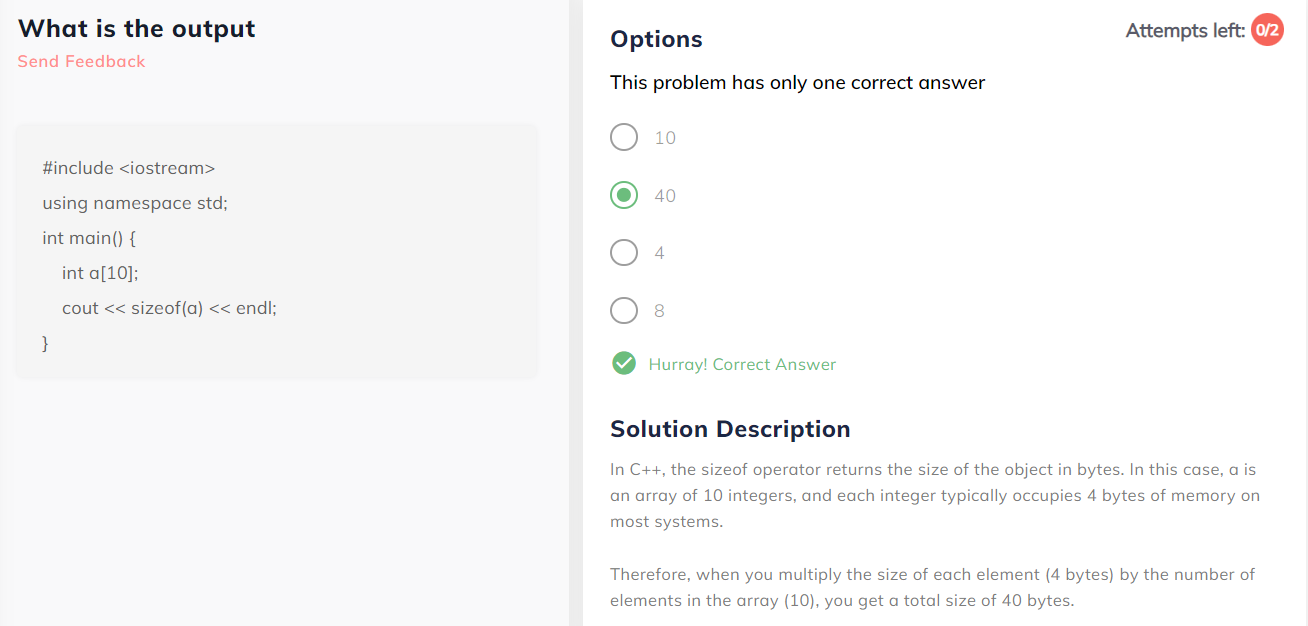 What is the output
Send Feedback
#include <iostream>
using namespace std;
int main() {
    int a[10];
    cout << sizeof(a) << endl;
}
Options
Attempts left: 0/2
This problem has only one correct answer
10
40
4
8
Hurray! Correct Answer
Solution Description
In C++, the sizeof operator returns the size of the object in bytes. In this case, a is
an array of 10 integers, and each integer typically occupies 4 bytes of memory on
most systems.
Therefore, when you multiply the size of each element (4 bytes) by the number of
elements in the array (10), you get a total size of 40 bytes.